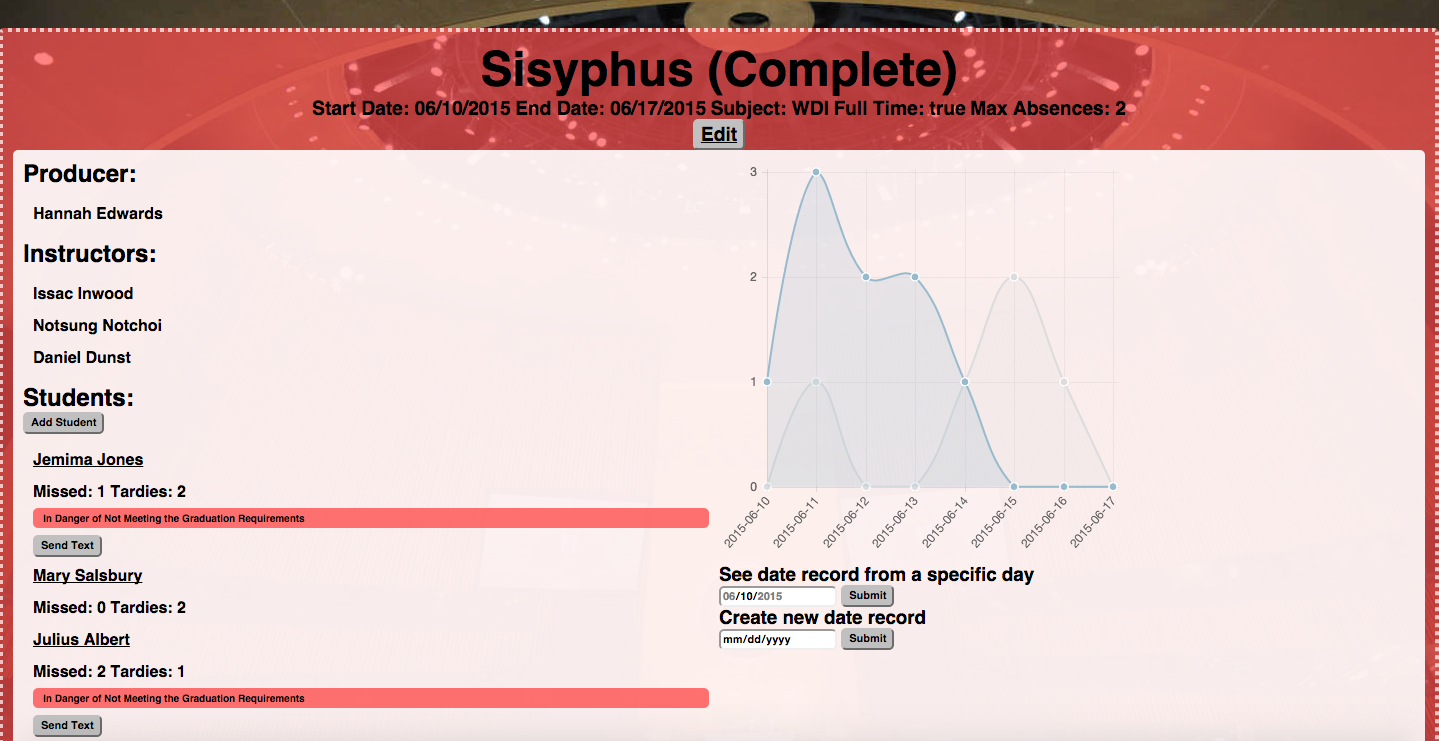 Sisyphus (Complete)
Start Date: 06/10/2015 End Date: 06/17/2015 Subject: WDI Full Time: true Max Absences: 2
Edit
Producer:
Hannah Edwards
Instructors:
Issac Inwood
Notsung Notchoi
Daniel Dunst
Students:
Add Student
Jemima Jones
Missed: 1 Tardies: 2
In Danger of Not Meeting the Graduation Requirements
Send Text
Mary Salsbury
Missed: 0 Tardies: 2
Julius Albert
Missed: 2 Tardies: 1
In Danger of Not Meeting the Graduation Requirements
Send Text
3
2
1
0
2015-06-10
2015-06-11
2015-06-12
2015-06-13
2015-06-14
2015-06-15
2015-06-16
2015-06-17
See date record from a specific day
06/10/2015 Submit
Create new date record
mm/dd/yyyy Submit